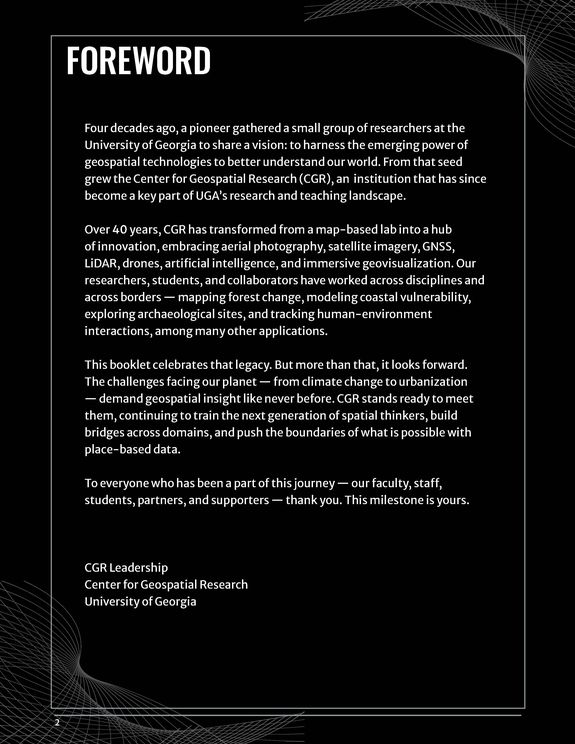 FOREWORD
Four decades ago, a pioneer gathered a small group of researchers at the
University of Georgia to share a vision: to harness the emerging power of
geospatial technologies to better understand our world. From that seed
grew the Center for Geospatial Research (CGR), an institution that has since
become a key part of UGA's research and teaching landscape.
Over 40 years, CGR has transformed from a map-based lab into a hub
of innovation, embracing aerial photography, satellite imagery, GNSS,
LiDAR, drones, artificial intelligence, and immersive geovisualization. Our
researchers, students, and collaborators have worked across disciplines and
across borders — mapping forest change, modeling coastal vulnerability,
exploring archaeological sites, and tracking human-environment
interactions, among many other applications.
This booklet celebrates that legacy. But more than that, it looks forward.
The challenges facing our planet — from climate change to urbanization
— demand geospatial insight like never before. CGR stands ready to meet
them, continuing to train the next generation of spatial thinkers, build
bridges across domains, and push the boundaries of what is possible with
place-based data.
To everyone who has been a part of this journey — our faculty, staff,
students, partners, and supporters — thank you. This milestone is yours.
CGR Leadership
Center for Geospatial Research
University of Georgia
2